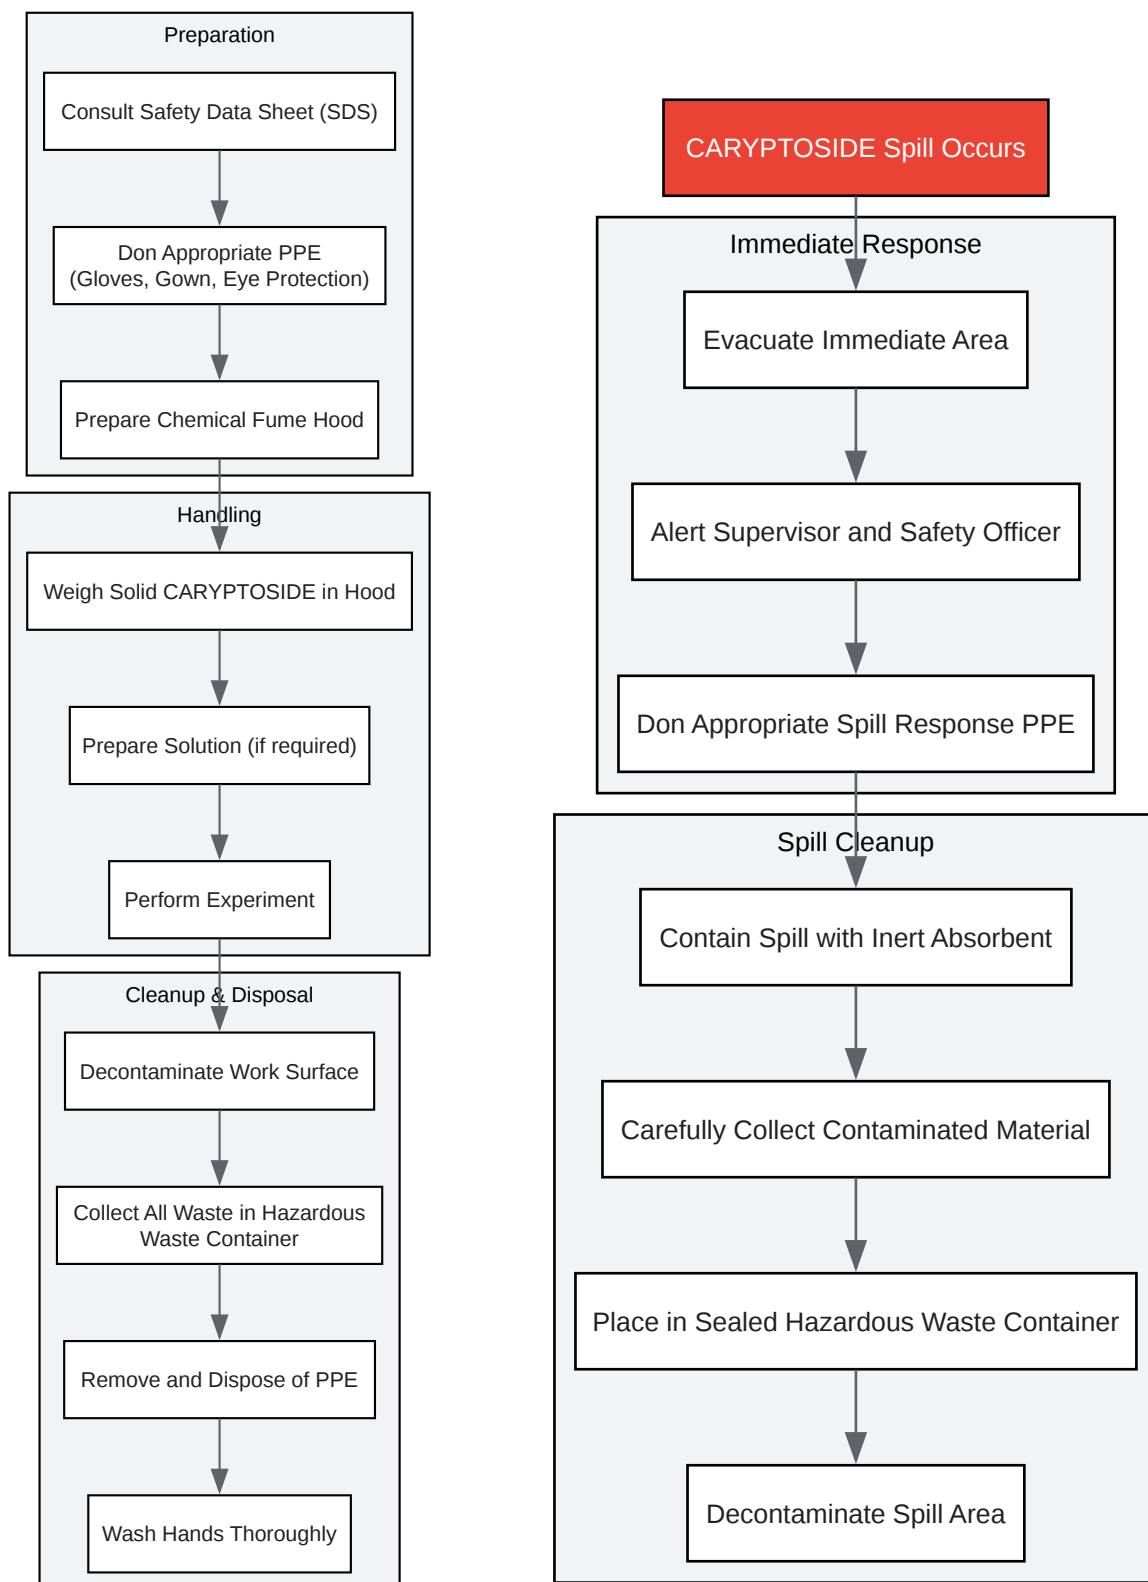 Preparation
Consult Safety Data Sheet (SDS)
Don Appropriate PPE
(Gloves, Gown, Eye Protection)
Prepare Chemical Fume Hood
Handling
Weigh Solid CARYPTOSIDE in Hood
Prepare Solution (if required)
Perform Experiment
Cleanup & Disposal
Decontaminate Work Surface
Collect All Waste in Hazardous
Waste Container
Remove and Dispose of PPE
Wash Hands Thoroughly
CARYPTOSIDE Spill Occurs
Immediate Response
Evacuate Immediate Area
Alert Supervisor and Safety Officer
Don Appropriate Spill Response PPE
Spill Cleanup
Contain Spill with Inert Absorbent
Carefully Collect Contaminated Material
Place in Sealed Hazardous Waste Container
Decontaminate Spill Area